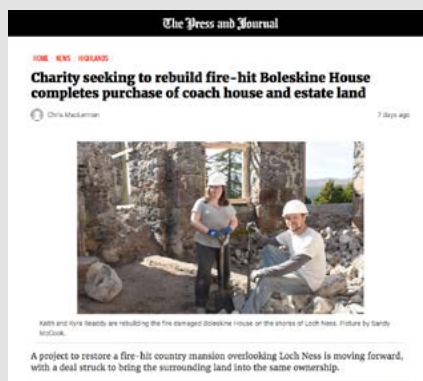 The Press and Journal
HOME NEWS HIGHLANDS
Charity seeking to rebuild fire-hit Boleskine House
completes purchase of coach house and estate land
Chris MacLennan
7 days ago
Keith and Kyra Readdy are rebuilding the fire damaged Boleskine House on the shores of Loch Ness. Picture by Sandy
McCook.
A project to restore a fire-hit country mansion overlooking Loch Ness is moving forward,
with a deal struck to bring the surrounding land into the same ownership.